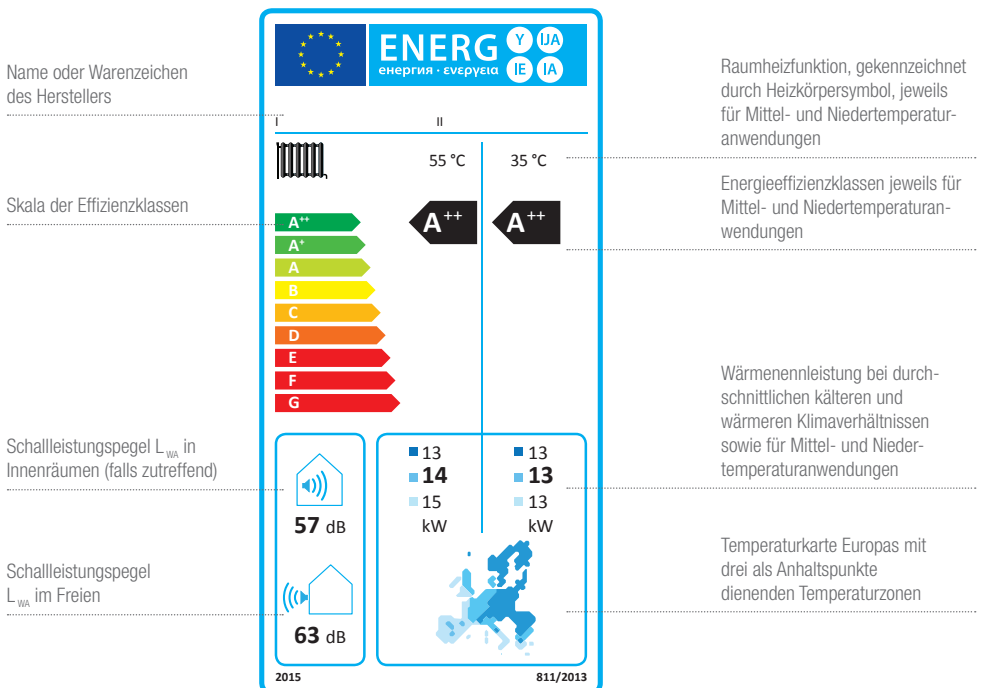 Name oder Warenzeichen
des Herstellers
Skala der Effizienzklassen
Schallleistungspegel L WA in
Innenräumen (falls zutreffend)
Schallleistungspegel
L WA im Freien
ENERG
енергия · ενεργεια
Y IJA
IE IA
I II
55 °C 35 °C
A++ A++
A++
A+
A
B
C
D
E
F
G
57 dB
63 dB
13 13
14 13
15 13
kW kW
2015 811/2013
Raumheizfunktion, gekennzeichnet
durch Heizkörpersymbol, jeweils
für Mittel- und Niedertemperatur-
anwendungen
Energieeffizienzklassen jeweils für
Mittel- und Niedertemperaturan-
wendungen
Wärmenennleistung bei durch-
schnittlichen kälteren und
wärmeren Klimaverhältnissen
sowie für Mittel- und Nieder-
temperaturanwendungen
Temperaturkarte Europas mit
drei als Anhaltspunkte
dienenden Temperaturzonen